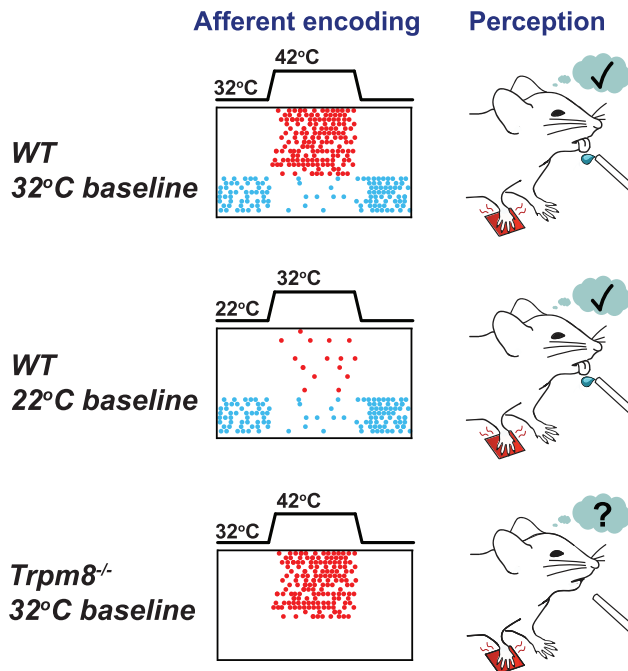 Afferent encoding
Perception
42°C
32°C
WT
32°C baseline
32°C
22°C
WT
22°C baseline
42°C
32°C
?
Trpm8-/-
32°C baseline